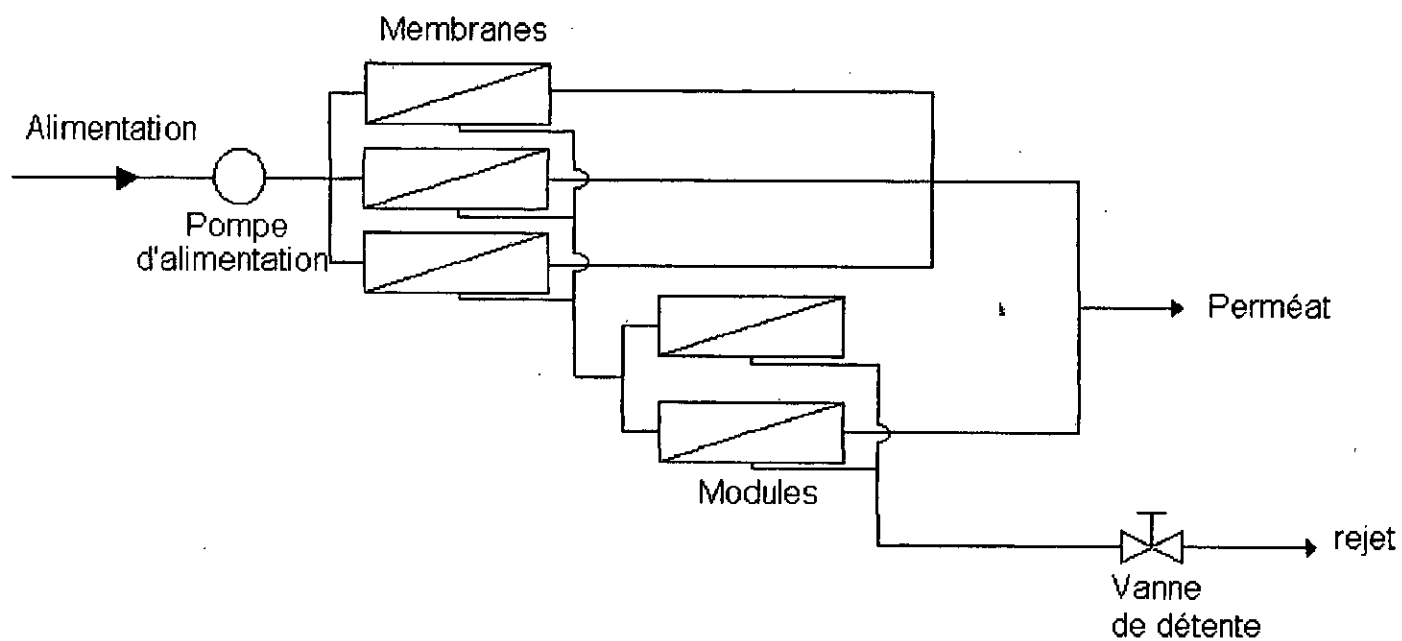 Membranes
Alimentation
Pompe
d'alimentation
Perméat
Modules
rejet
Vanne
de détente